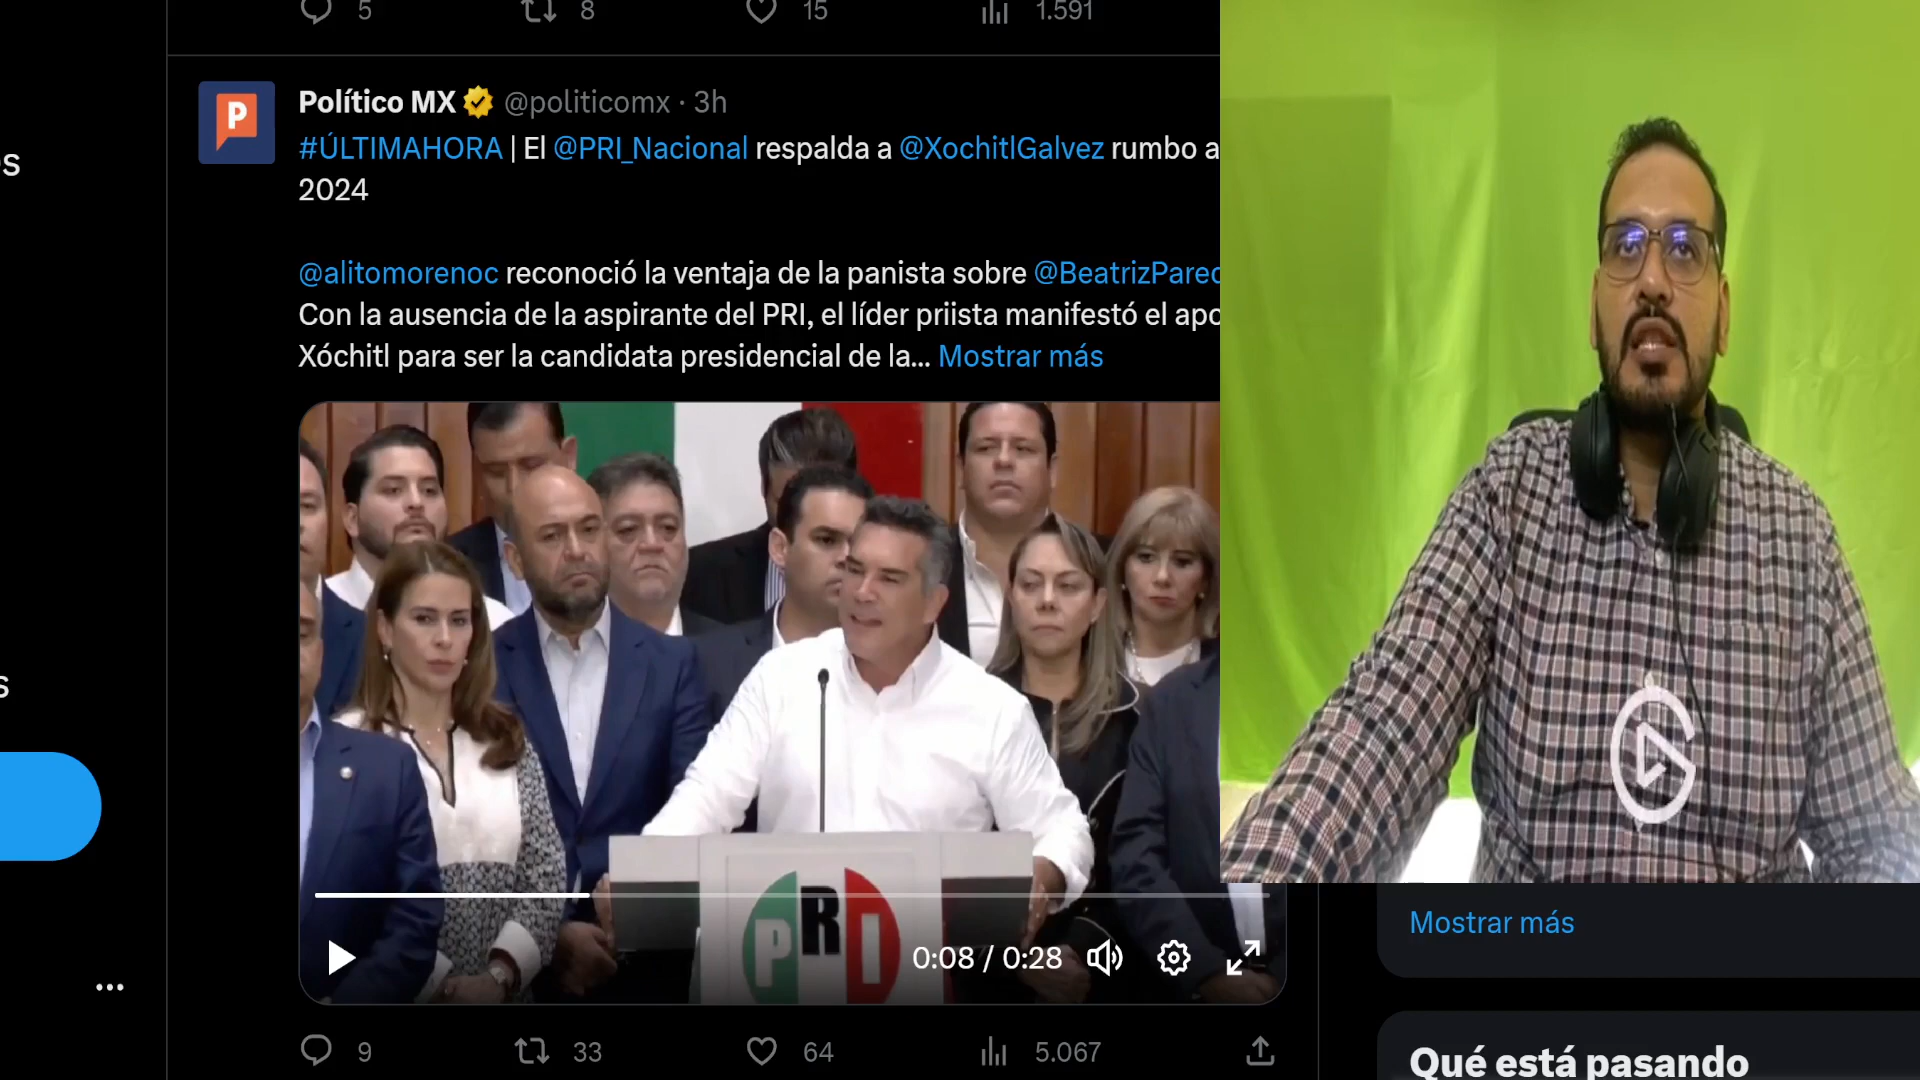 5 8 15 1.591
P
Político MX @politicomx · 3h
#ÚLTIMAHORA | El @PRI_Nacional respalda a @XochitlGalvez rumbo a
2024
os
@alitomorenoc reconoció la ventaja de la panista sobre @BeatrizPared
Con la ausencia de la aspirante del PRI, el líder priista manifestó el apo
Xóchitl para ser la candidata presidencial de la... Mostrar más
s
PRI
0:08 / 0:28
Mostrar más
9 33 64 5.067
Qué está pasando